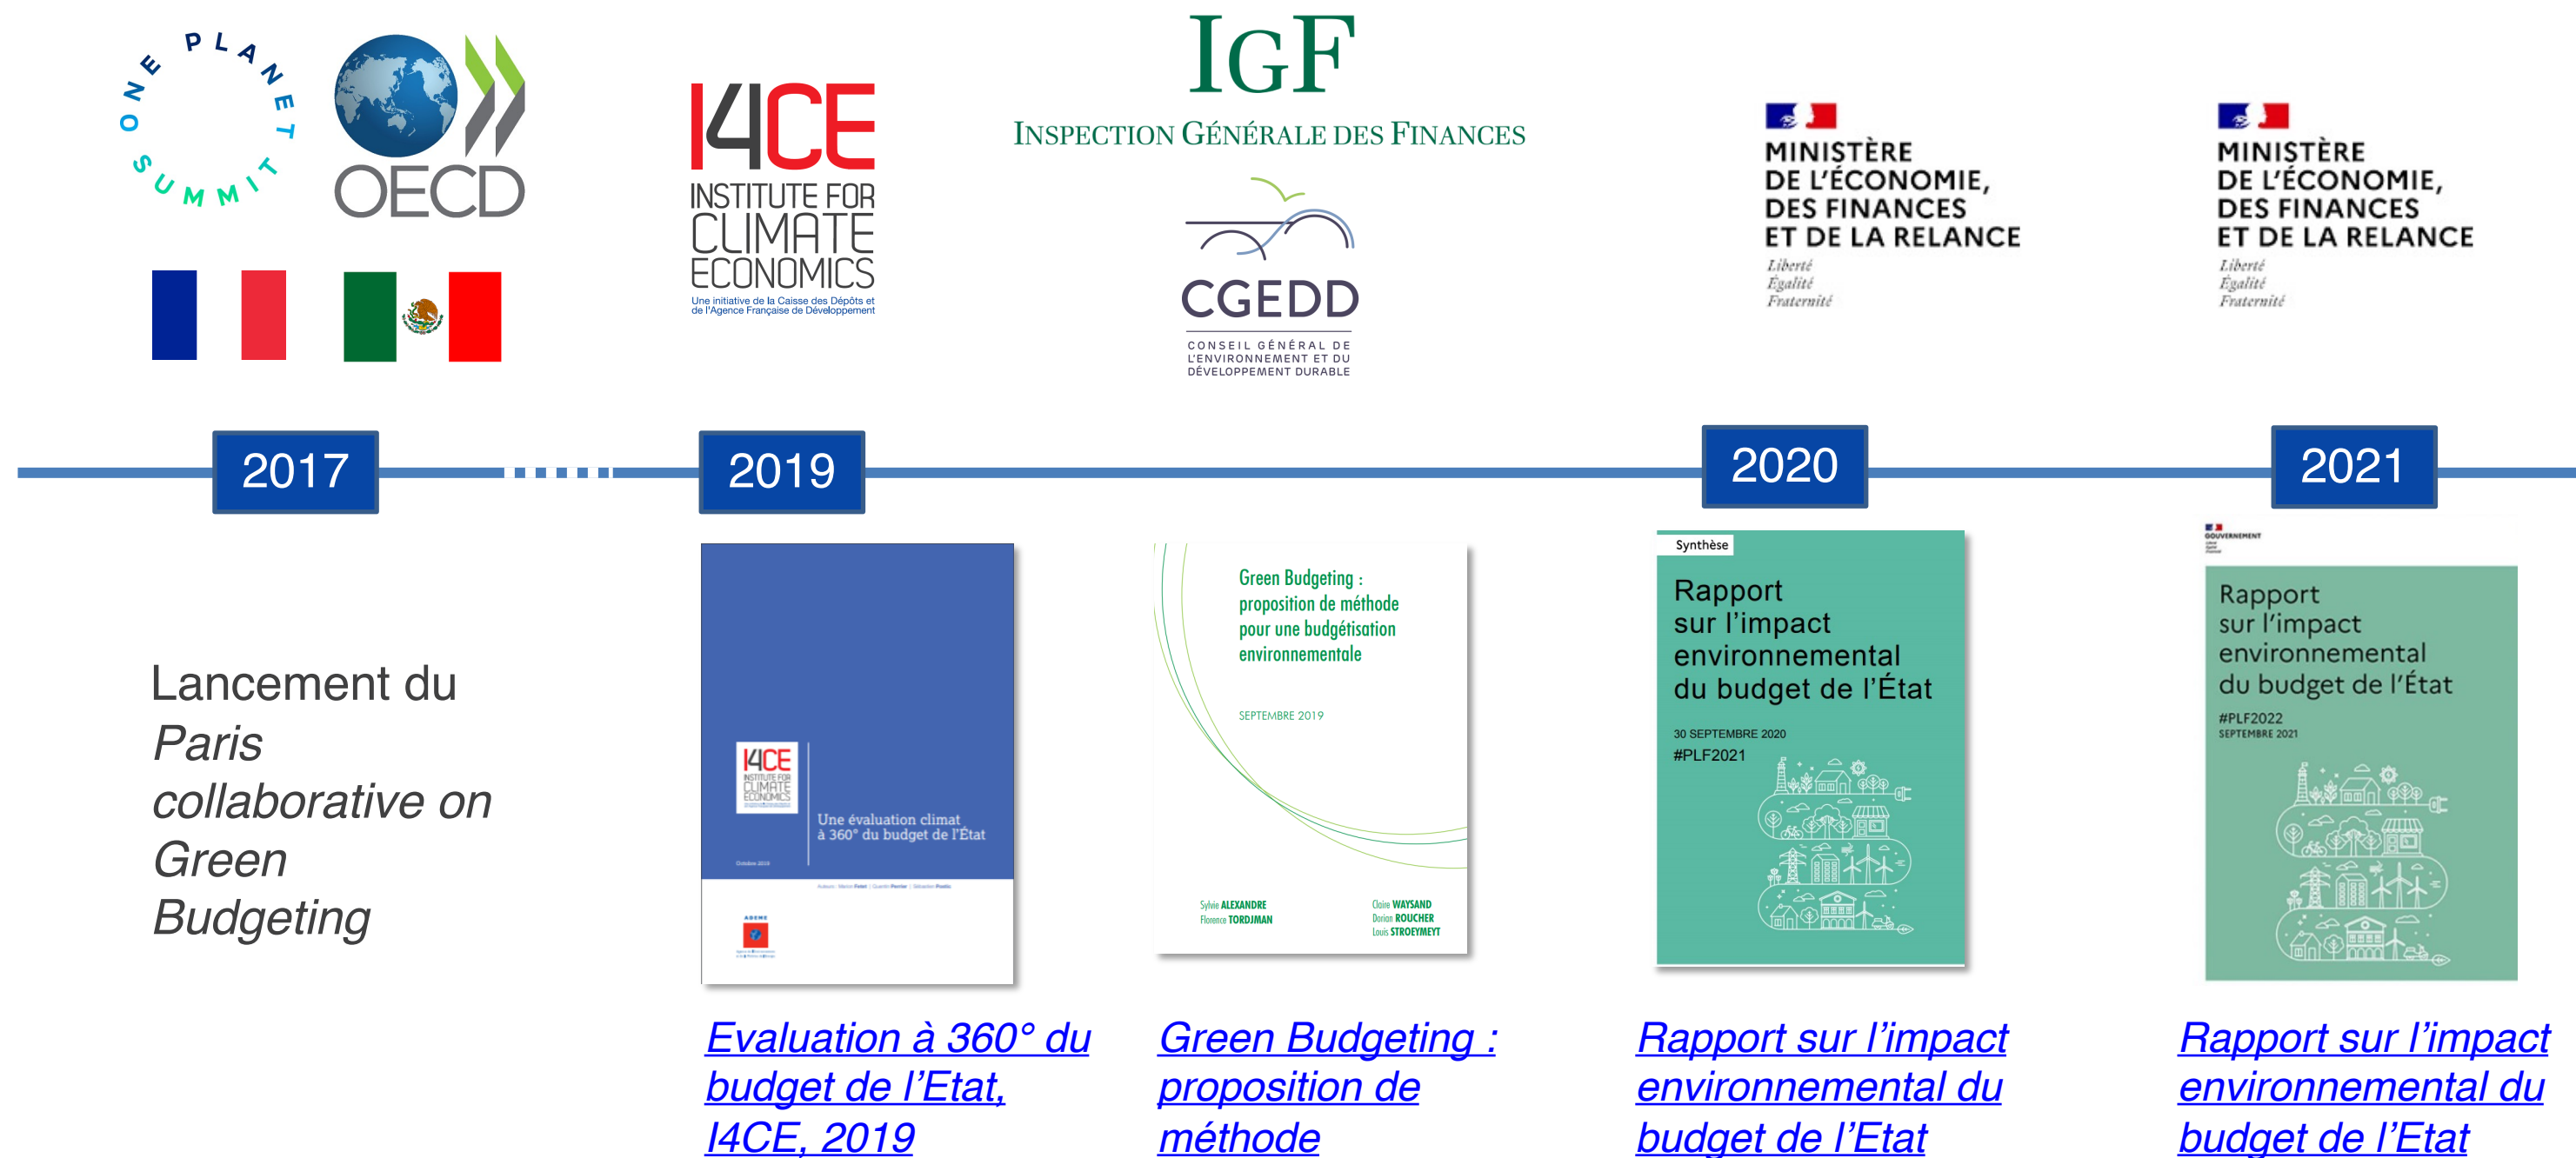 ONE PLANET SUMMIT
OECD
I4CE
INSTITUTE FOR
CLIMATE
ECONOMICS
Une initiative de la Caisse des Dépôts et
de l'Agence Française de Développement
IGF
INSPECTION GÉNÉRALE DES FINANCES
CGEDD
CONSEIL GÉNÉRAL DE
L'ENVIRONNEMENT ET DU
DÉVELOPPEMENT DURABLE
MINISTÈRE
DE L'ÉCONOMIE,
DES FINANCES
ET DE LA RELANCE
Liberté
Égalité
Fraternité
MINISTÈRE
DE L'ÉCONOMIE,
DES FINANCES
ET DE LA RELANCE
Liberté
Égalité
Fraternité
2017
2019
2020
2021
Lancement du
Paris
collaborative on
Green
Budgeting
I4CE
INSTITUTE FOR
CLIMATE
ECONOMICS
Une évaluation climat
à 360° du budget de l'État
Octobre 2019
ADEME
Evaluation à 360° du
budget de l'Etat,
I4CE, 2019
Green Budgeting :
proposition de méthode
pour une budgétisation
environnementale
SEPTEMBRE 2019
Sylvie ALEXANDRE
Florence TORDJMAN
Claire WAYSAND
Dorian ROUCHER
Louis STROEYMEYT
Green Budgeting :
proposition de
méthode
Synthèse
Rapport
sur l'impact
environnemental
du budget de l'État
30 SEPTEMBRE 2020
#PLF2021
Rapport sur l'impact
environnemental du
budget de l'Etat
GOUVERNEMENT
Rapport
sur l'impact
environnemental
du budget de l'État
#PLF2022
SEPTEMBRE 2021
Rapport sur l'impact
environnemental du
budget de l'Etat